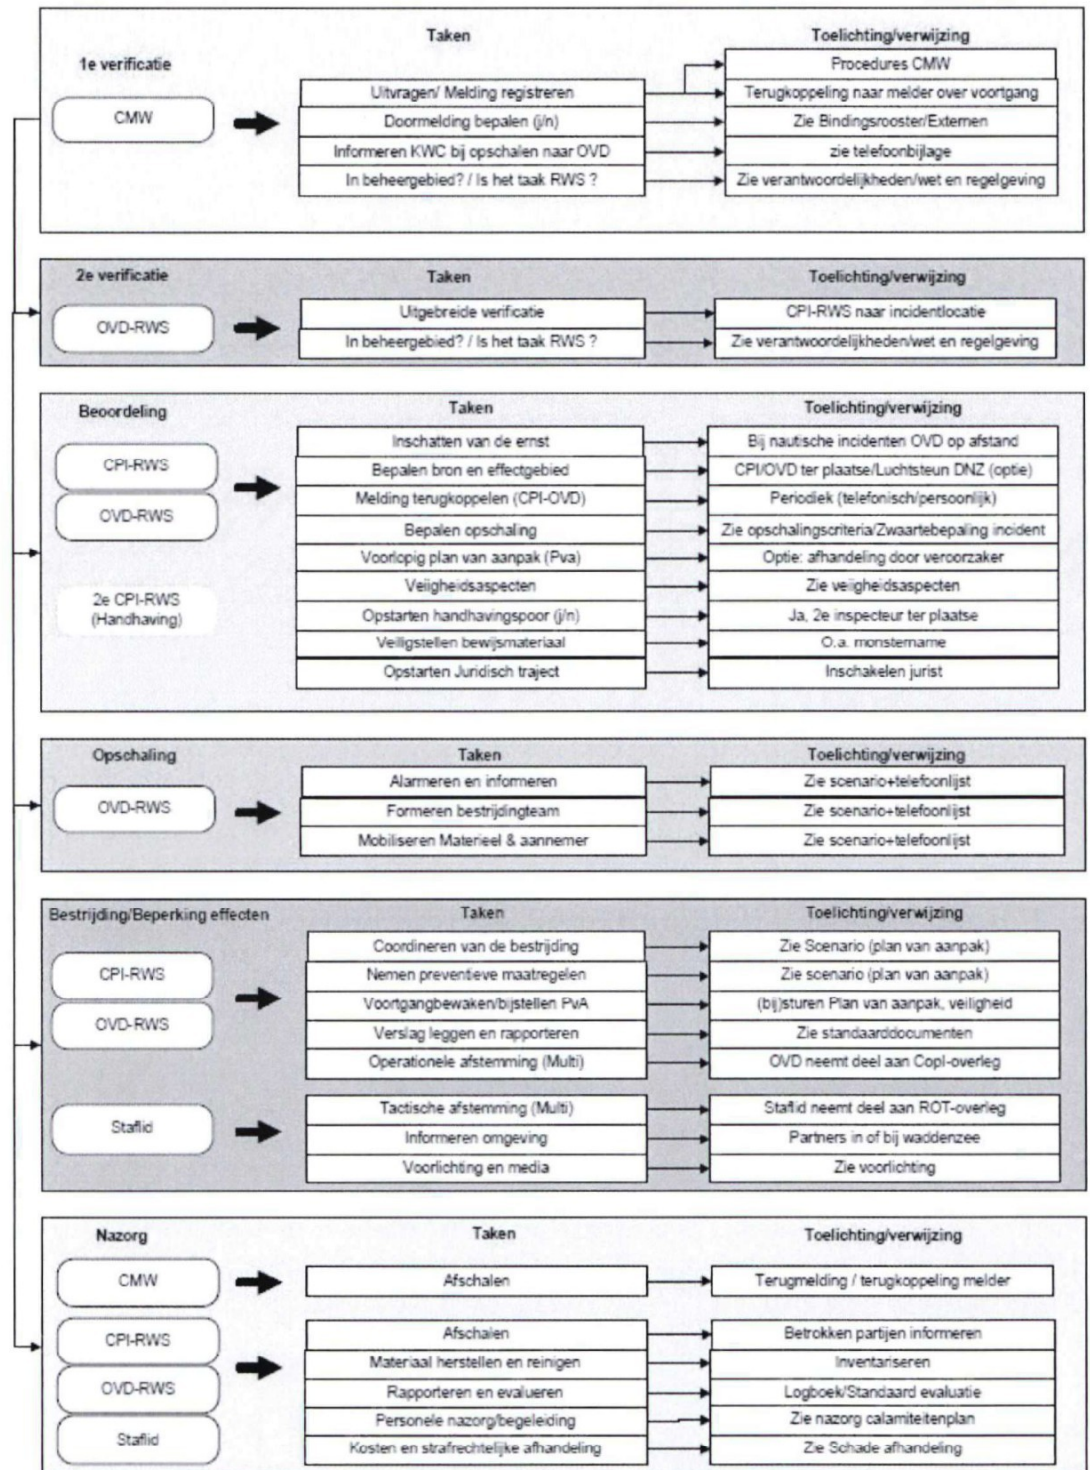 Taken
Toelichting/verwijzing
1e verificatie
CMW
Uitvragen/ Melding registreren
Procedures CMW
Terugkoppeling naar melder over voortgang
Doormelding bepalen (j/n)
Zie Bindingsrooster/Externen
Informeren KWC bij opschalen naar OVD
zie telefoonbijlage
In beheergebied? / Is het taak RWS ?
Zie verantwoordelijkheden/wet en regelgeving
2e verificatie
Taken
Toelichting/verwijzing
OVD-RWS
Uitgebreide verificatie
CPI-RWS naar incidentlocatie
In beheergebied? / Is het taak RWS ?
Zie verantwoordelijkheden/wet en regelgeving
Beoordeling
Taken
Toelichting/verwijzing
CPI-RWS
OVD-RWS
2e CPI-RWS
(Handhaving)
Inschatten van de ernst
Bij nautische incidenten OVD op afstand
Bepalen bron en effectgebied
CPI/OVD ter plaatse/Luchtsteun DNZ (optie)
Melding terugkoppelen (CPI-OVD)
Periodiek (telefonisch/persoonlijk)
Bepalen opschaling
Zie opschalingscriteria/Zwaartebepaling incident
Voorlopig plan van aanpak (Pva)
Optie: afhandeling door veroorzaker
Veiigheidsaspecten
Zie veiigheidsaspecten
Opstarten handhavingspoor (j/n)
Ja, 2e inspecteur ter plaatse
Veiligstellen bewijsmateriaal
O.a. monstername
Opstarten Juridisch traject
Inschakelen jurist
Opschaling
Taken
Toelichting/verwijzing
OVD-RWS
Alarmeren en informeren
Zie scenario+telefoonlijst
Formeren bestrijdingteam
Zie scenario+telefoonlijst
Mobiliseren Materieel & aannemer
Zie scenario+telefoonlijst
Bestrijding/Beperking effecten
Taken
Toelichting/verwijzing
CPI-RWS
OVD-RWS
Coordineren van de bestrijding
Zie Scenario (plan van aanpak)
Nemen preventieve maatregelen
Zie scenario (plan van aanpak)
Voortgangbewaken/bijstellen PvA
(bij)sturen Plan van aanpak, veiligheid
Verslag leggen en rapporteren
Zie standaarddocumenten
Operationele afstemming (Multi)
OVD neemt deel aan CopI-overleg
Staflid
Tactische afstemming (Multi)
Staflid neemt deel aan ROT-overleg
Informeren omgeving
Partners in of bij waddenzee
Voorlichting en media
Zie voorlichting
Nazorg
Taken
Toelichting/verwijzing
CMW
Afschalen
Terugmelding / terugkoppeling melder
CPI-RWS
OVD-RWS
Staflid
Afschalen
Betrokken partijen informeren
Materiaal herstellen en reinigen
Inventariseren
Rapporteren en evalueren
Logboek/Standaard evaluatie
Personele nazorg/begeleiding
Zie nazorg calamiteitenplan
Kosten en strafrechtelijke afhandeling
Zie Schade afhandeling